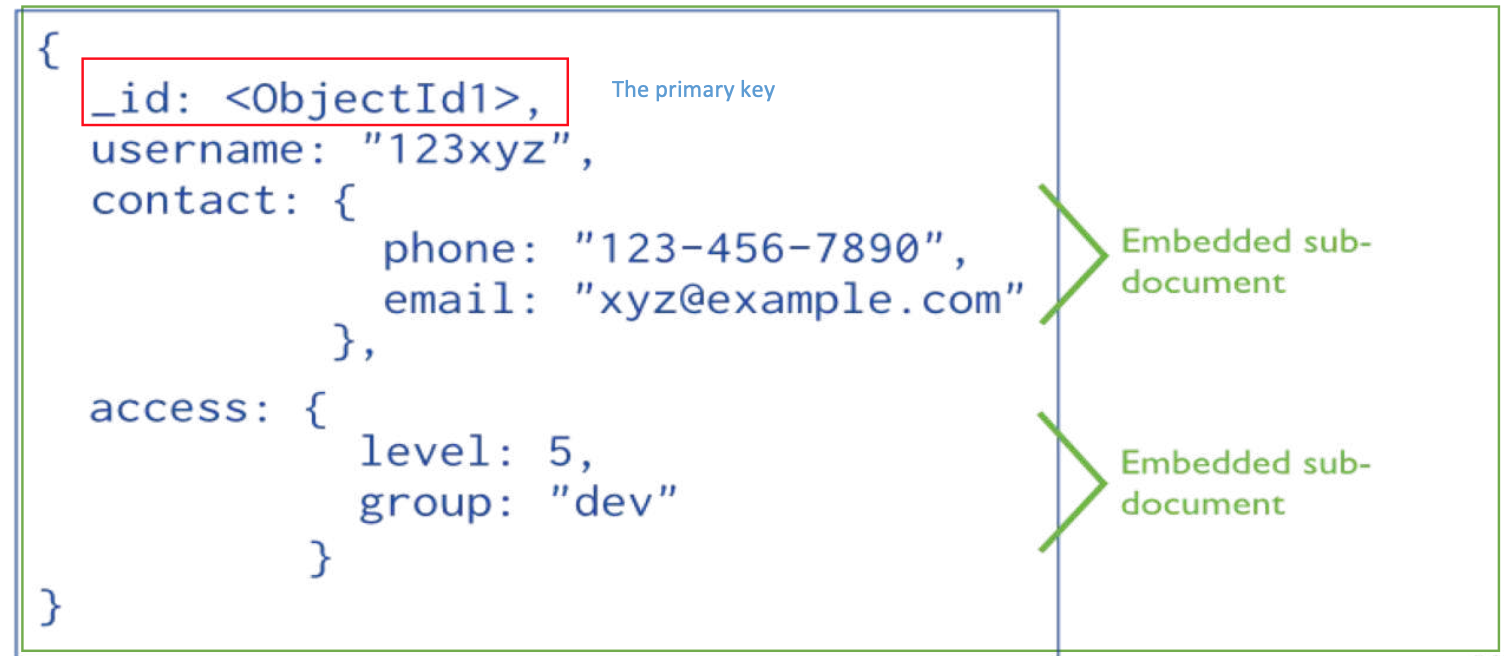 {
_id: <ObjectId1>,
The primary key
username: "123xyz",
contact: {
phone: "123-456-7890",
email: "xyz@example.com"
},
Embedded sub-
document
access: {
level: 5,
group: "dev"
}
Embedded sub-
document
}